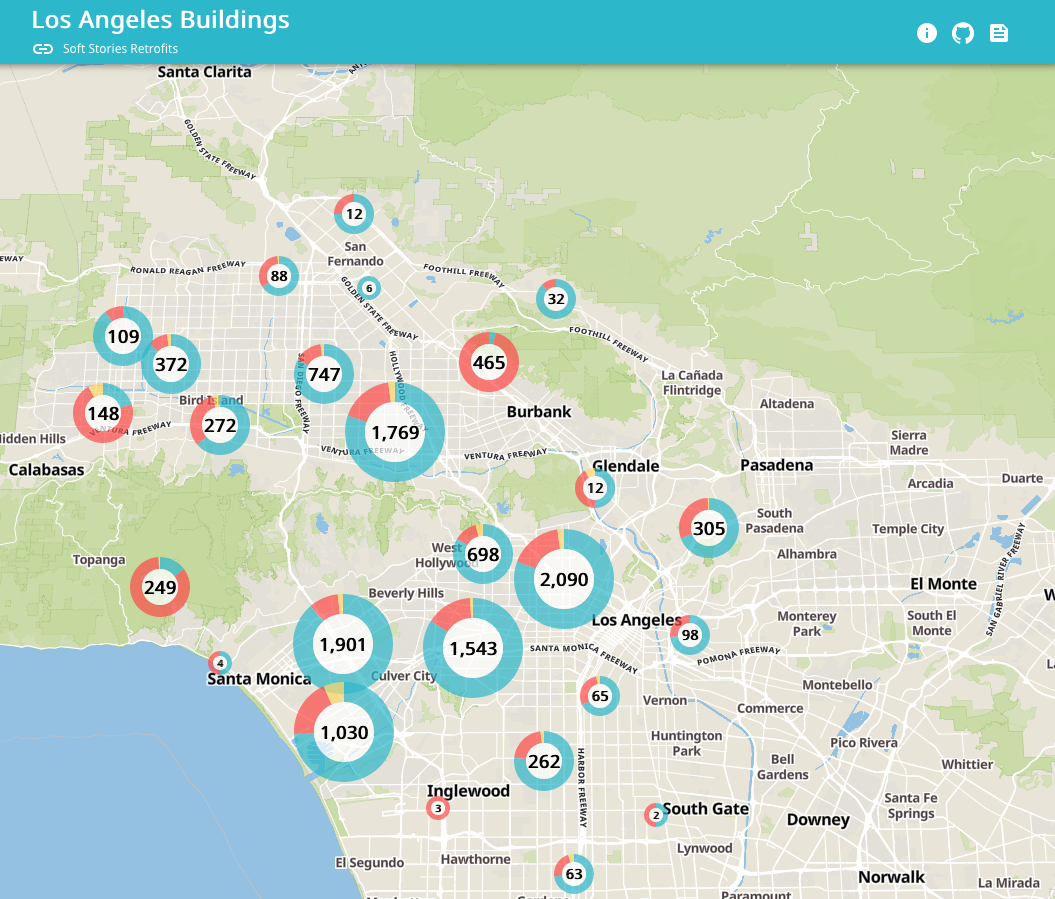 Los Angeles Buildings
Soft Stories Retrofits
Santa Clarita
GOLDEN STATE FREEWAY
12
San
Fernando
RONALD REAGAN FREEWAY
88
6
FOOTHILL FREEWAY
GOLDEN STATE FREEWAY
32
FOOTHILL FREEWAY
109
372
747
SAN DIEGO FREEWAY
HOLLYWOOD FREEWAY
465
La Cañada
Flintridge
Altadena
148
Bird Island
272
1,769
Burbank
VENTURA FREEWAY
VENTURA FREEWAY
VENTURA FREEWAY
Sierra
Madre
Calabasas
Glendale
Pasadena
Arcadia
Duarte
12
305
South
Pasadena
Temple City
SAN GABRIEL RIVER FREEWAY
Topanga
249
West
Hollywood
698
2,090
Alhambra
El Monte
Beverly Hills
Los Angeles
98
Monterey
Park
South El
Monte
1,901
1,543
SANTA MONICA FREEWAY
POMONA FREEWAY
4
Santa Monica
Culver City
65
Vernon
Montebello
Commerce
1,030
262
Huntington
Park
Pico Rivera
Bell
Gardens
Whittier
HARBOR FREEWAY
Inglewood
3
2
South Gate
Downey
Santa Fe
Springs
El Segundo
Hawthorne
63
Lynwood
Norwalk
La Mirada
Paramount